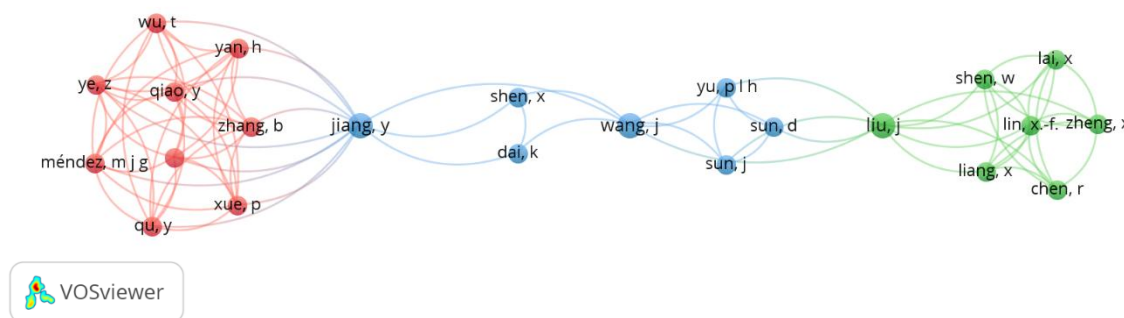 wu, t
yan, h
ye, z
qiao, y
zhang, b
méndez, m j g
xue, p
qu, y
jiang, y
shen, x
dai, k
wang, j
yu, p l h
sun, d
sun, j
liu, j
lai, x
shen, w
lin, x.-f.
zheng, x
liang, x
chen, r
VOSviewer